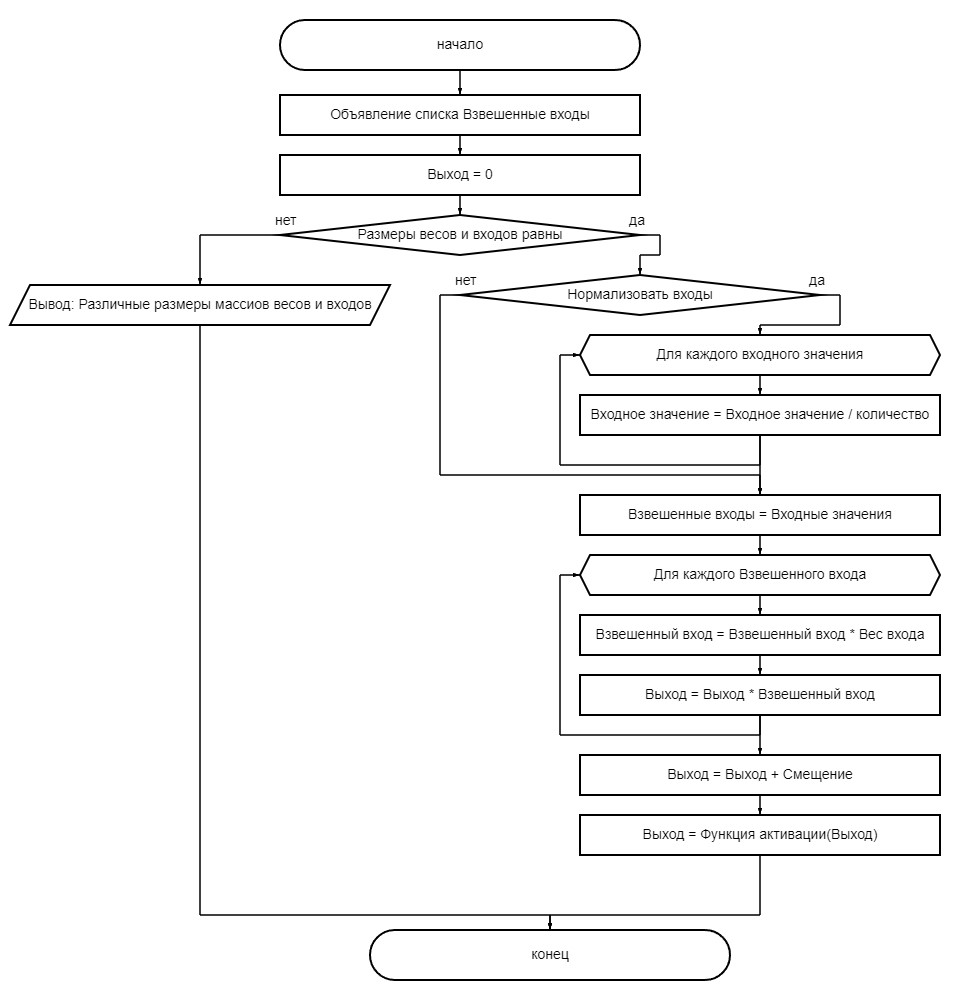 начало
Объявление списка Взвешенные входы
Выход = 0
нет
да
Размеры весов и входов равны
нет
да
Нормализовать входы
Вывод: Различные размеры массиов весов и входов
Для каждого входного значения
Входное значение = Входное значение / количество
Взвешенные входы = Входные значения
Для каждого Взвешенного входа
Взвешенный вход = Взвешенный вход * Вес входа
Выход = Выход * Взвешенный вход
Выход = Выход + Смещение
Выход = Функция активации(Выход)
конец